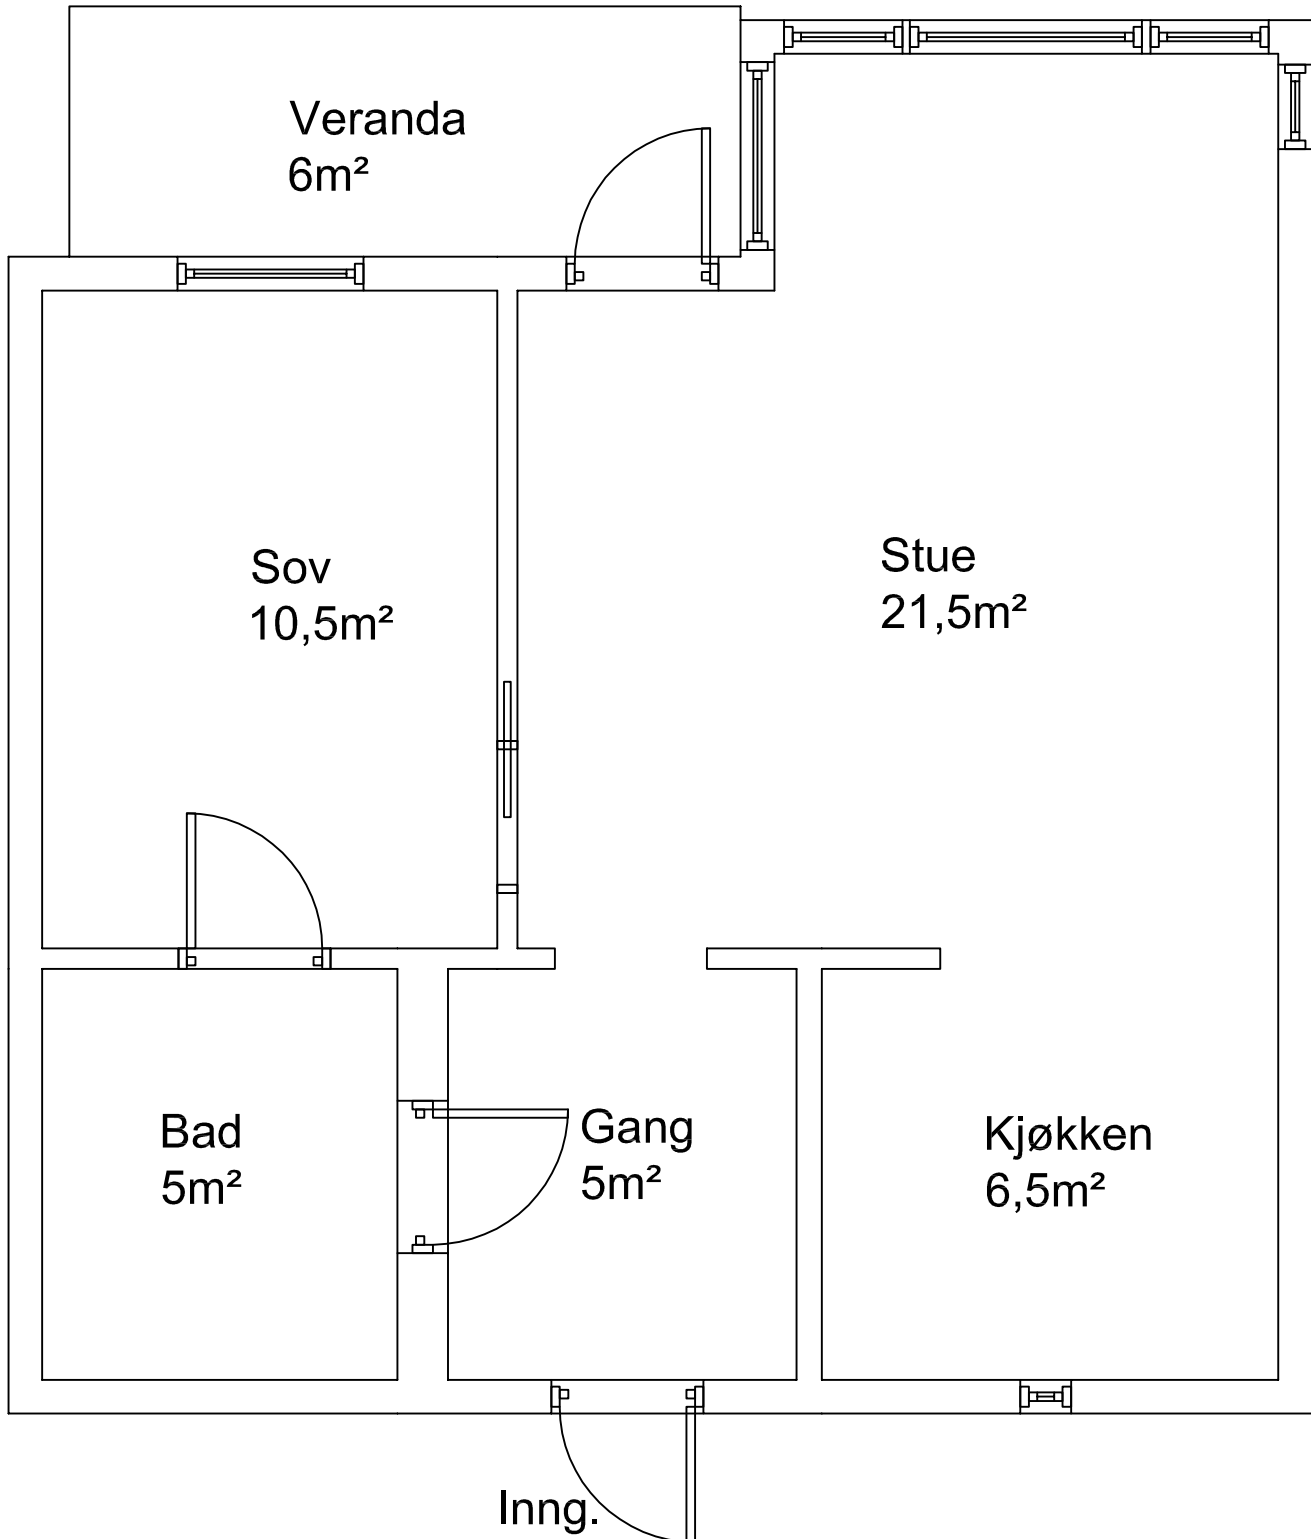 Veranda
6m²
Sov
10,5m²
Stue
21,5m²
Bad
5m²
Gang
5m²
Kjøkken
6,5m²
Inng.